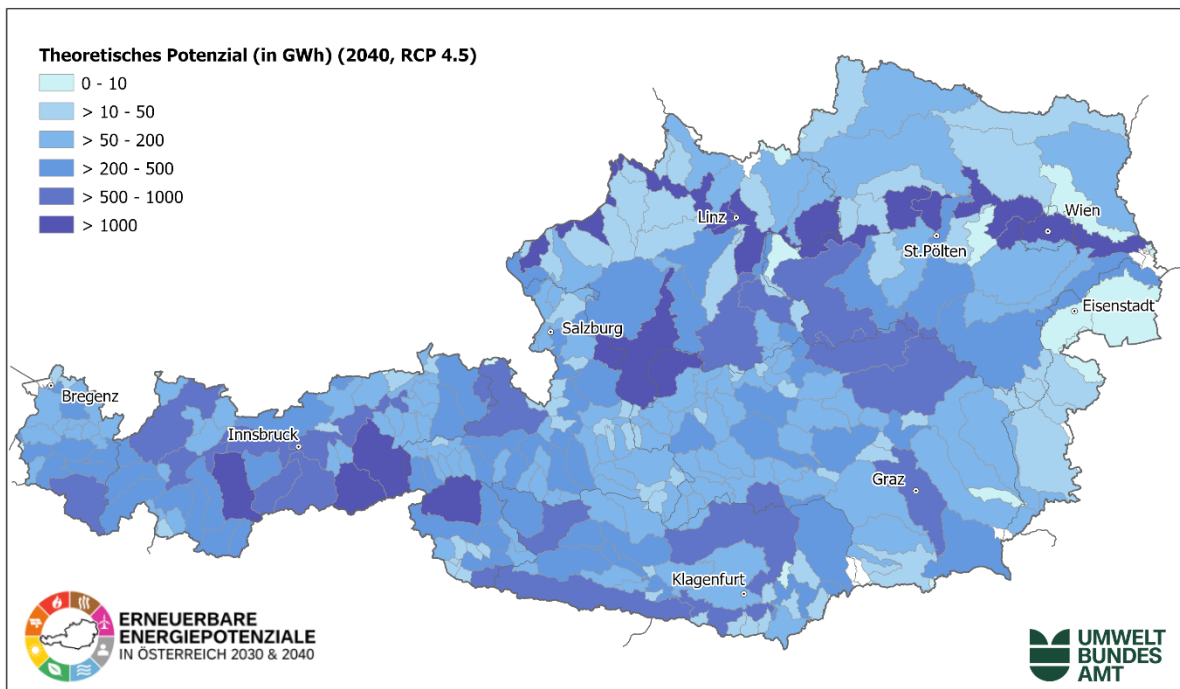 Theoretisches Potenzial (in GWh) (2040, RCP 4.5)
0 - 10
> 10 - 50
> 50 - 200
> 200 - 500
> 500 - 1000
> 1000
Linz
Wien
St.Pölten
Eisenstadt
Salzburg
Bregenz
Innsbruck
Graz
Klagenfurt
ERNEUERBARE
ENERGIEPOTENZIALE
IN ÖSTERREICH 2030 & 2040
UMWELT
BUNDES
AMT